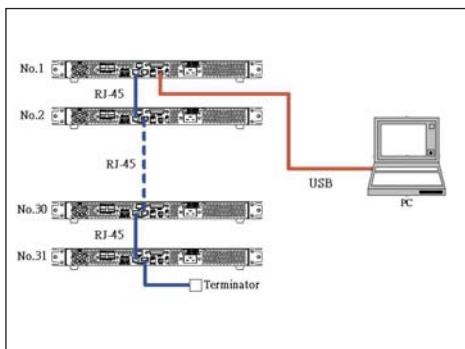 No.1
RJ-45
No.2
RJ-45
USB
PC
No.30
RJ-45
No.31
Terminator